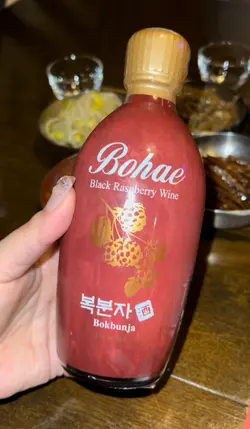 Bohae
Black Raspberry Wine
복분자 酒
Bokbunja